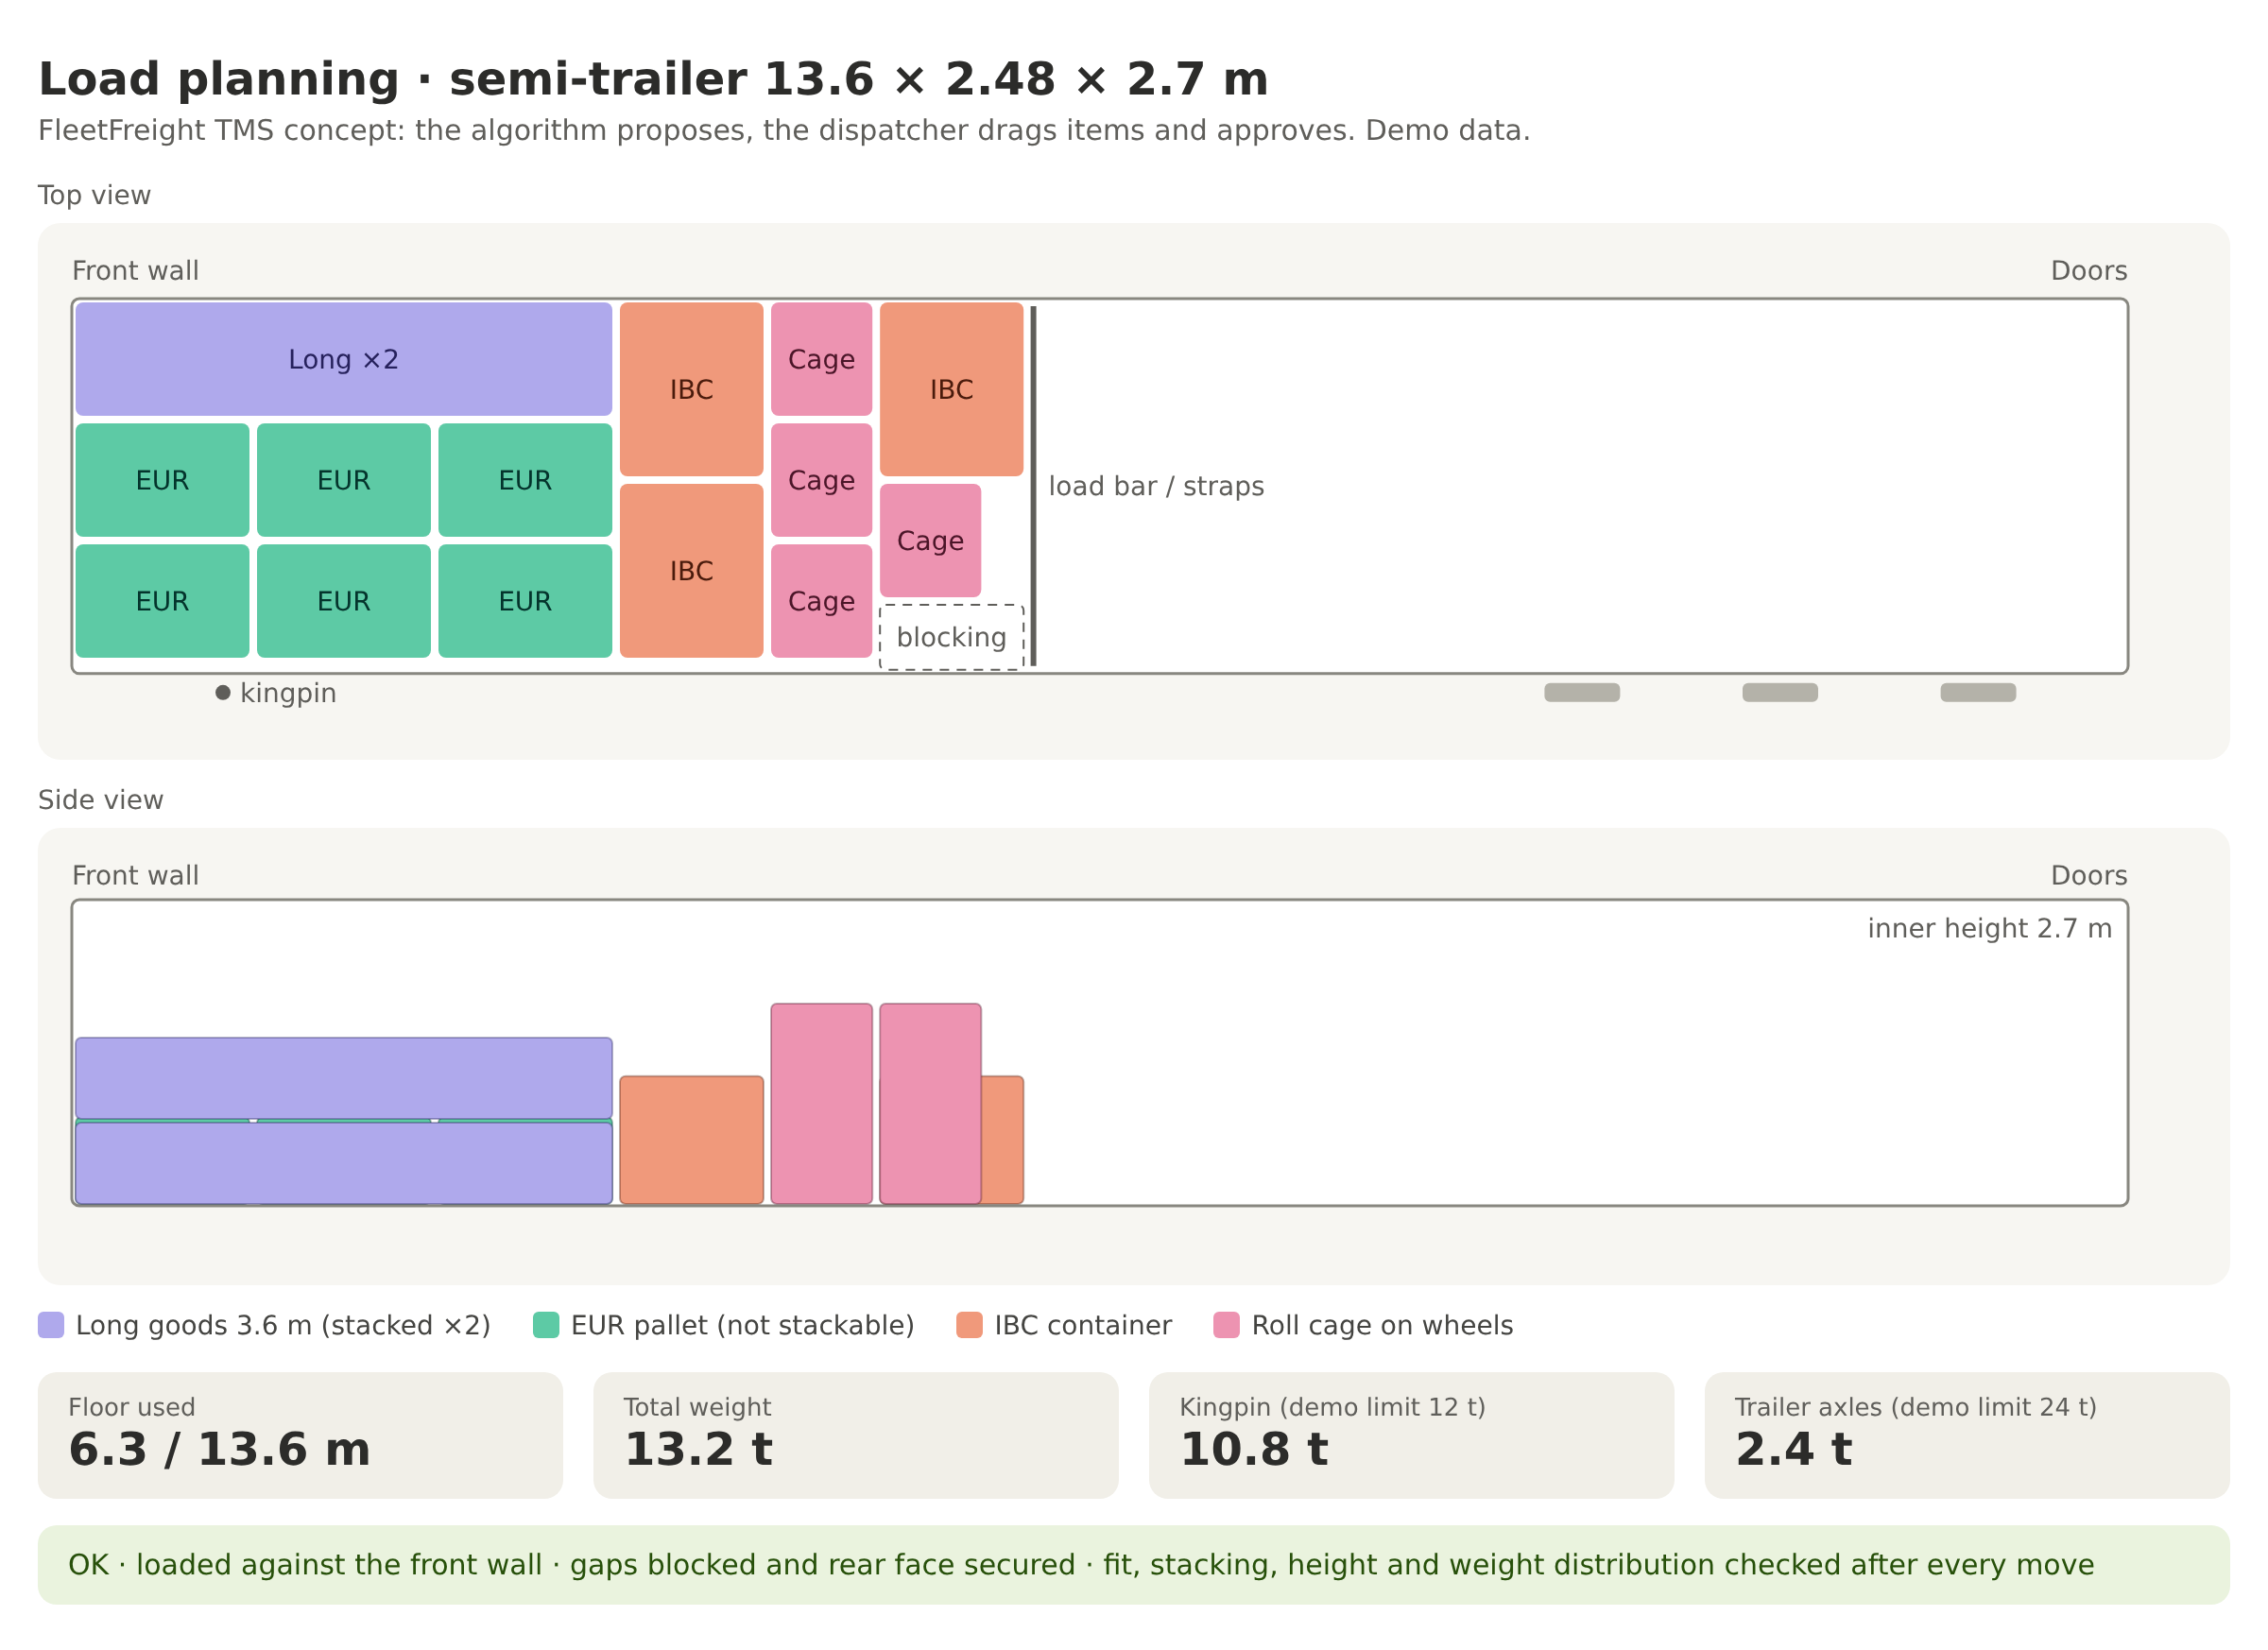 Load planning · semi-trailer 13.6 × 2.48 × 2.7 m
FleetFreight TMS concept: the algorithm proposes, the dispatcher drags items and approves. Demo data.
Top view
Front wall
Doors
Long ×2
IBC
Cage
IBC
EUR
EUR
EUR
Cage
load bar / straps
Cage
IBC
EUR
EUR
EUR
Cage
blocking
kingpin
Side view
Front wall
Doors
inner height 2.7 m
Long goods 3.6 m (stacked ×2)
EUR pallet (not stackable)
IBC container
Roll cage on wheels
Floor used
6.3 / 13.6 m
Total weight
13.2 t
Kingpin (demo limit 12 t)
10.8 t
Trailer axles (demo limit 24 t)
2.4 t
OK · loaded against the front wall · gaps blocked and rear face secured · fit, stacking, height and weight distribution checked after every move